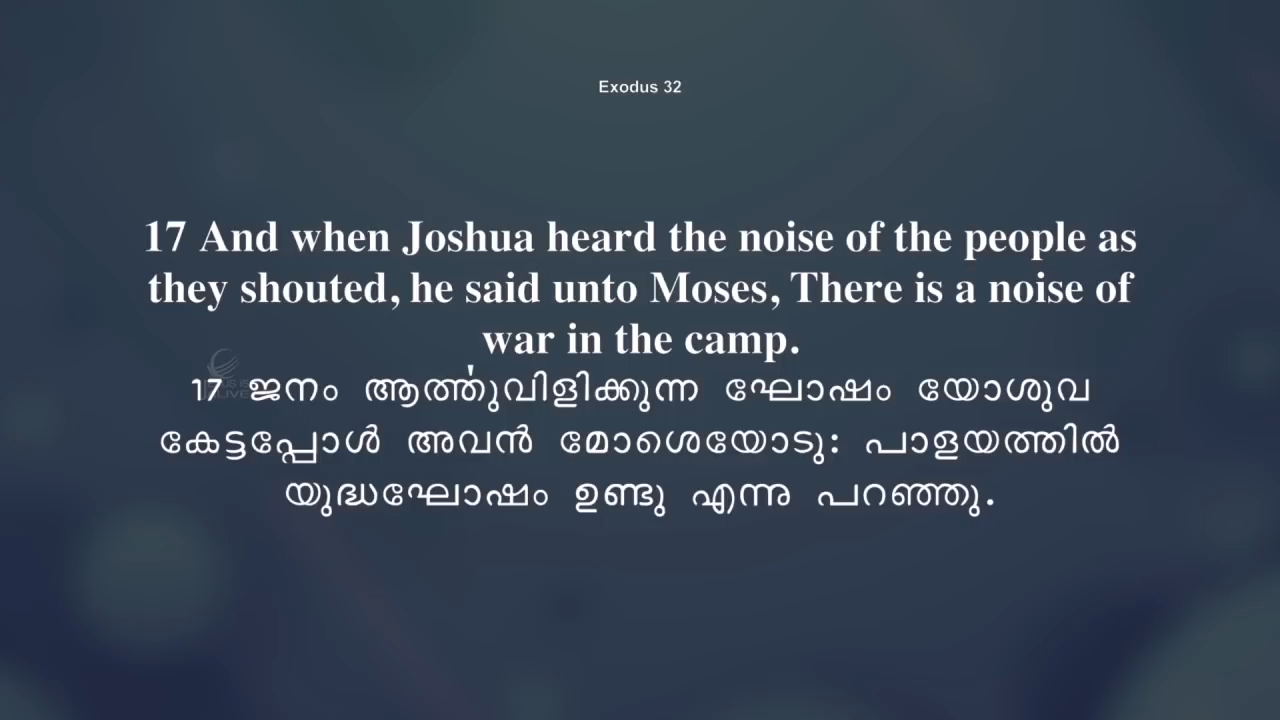 Exodus 32
17 And when Joshua heard the noise of the people as
they shouted, he said unto Moses, There is a noise of
war in the camp.
17 ജനം ആൎത്തുവിളിക്കുന്ന ഘോഷം യോശുവ
കേട്ടപ്പോൾ അവൻ മോശെയോടു: പാളയത്തിൽ
യുദ്ധഘോഷം ഉണ്ടു എന്നു പറഞ്ഞു.